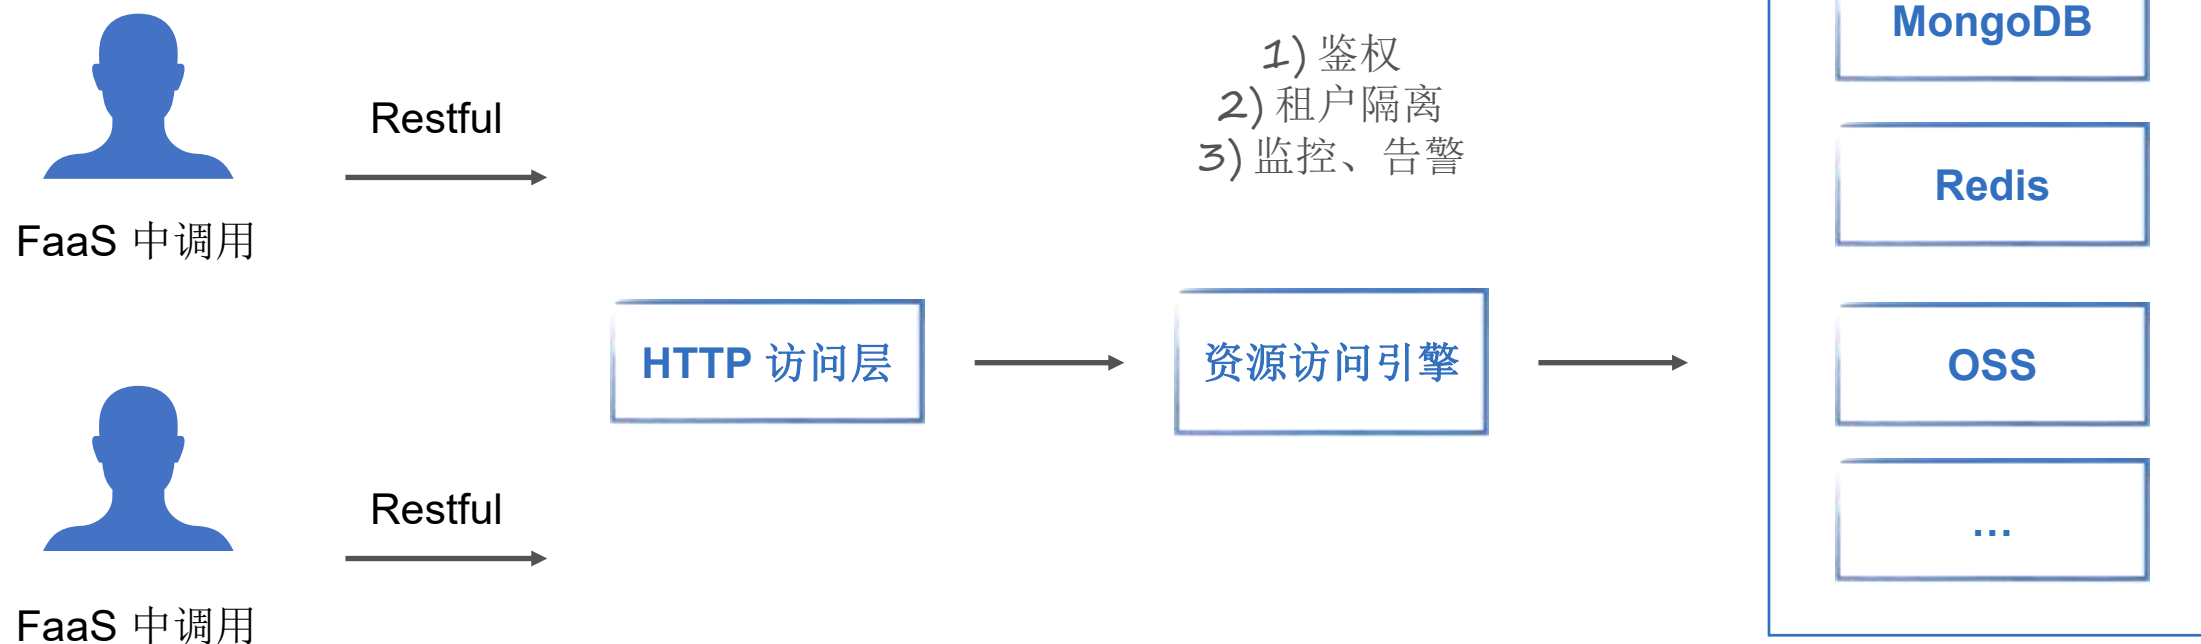 MongoDB
1) 鉴权
2) 租户隔离
3) 监控、告警
Restful
Redis
FaaS 中调用
HTTP 访问层
资源访问引擎
OSS
Restful
...
FaaS 中调用